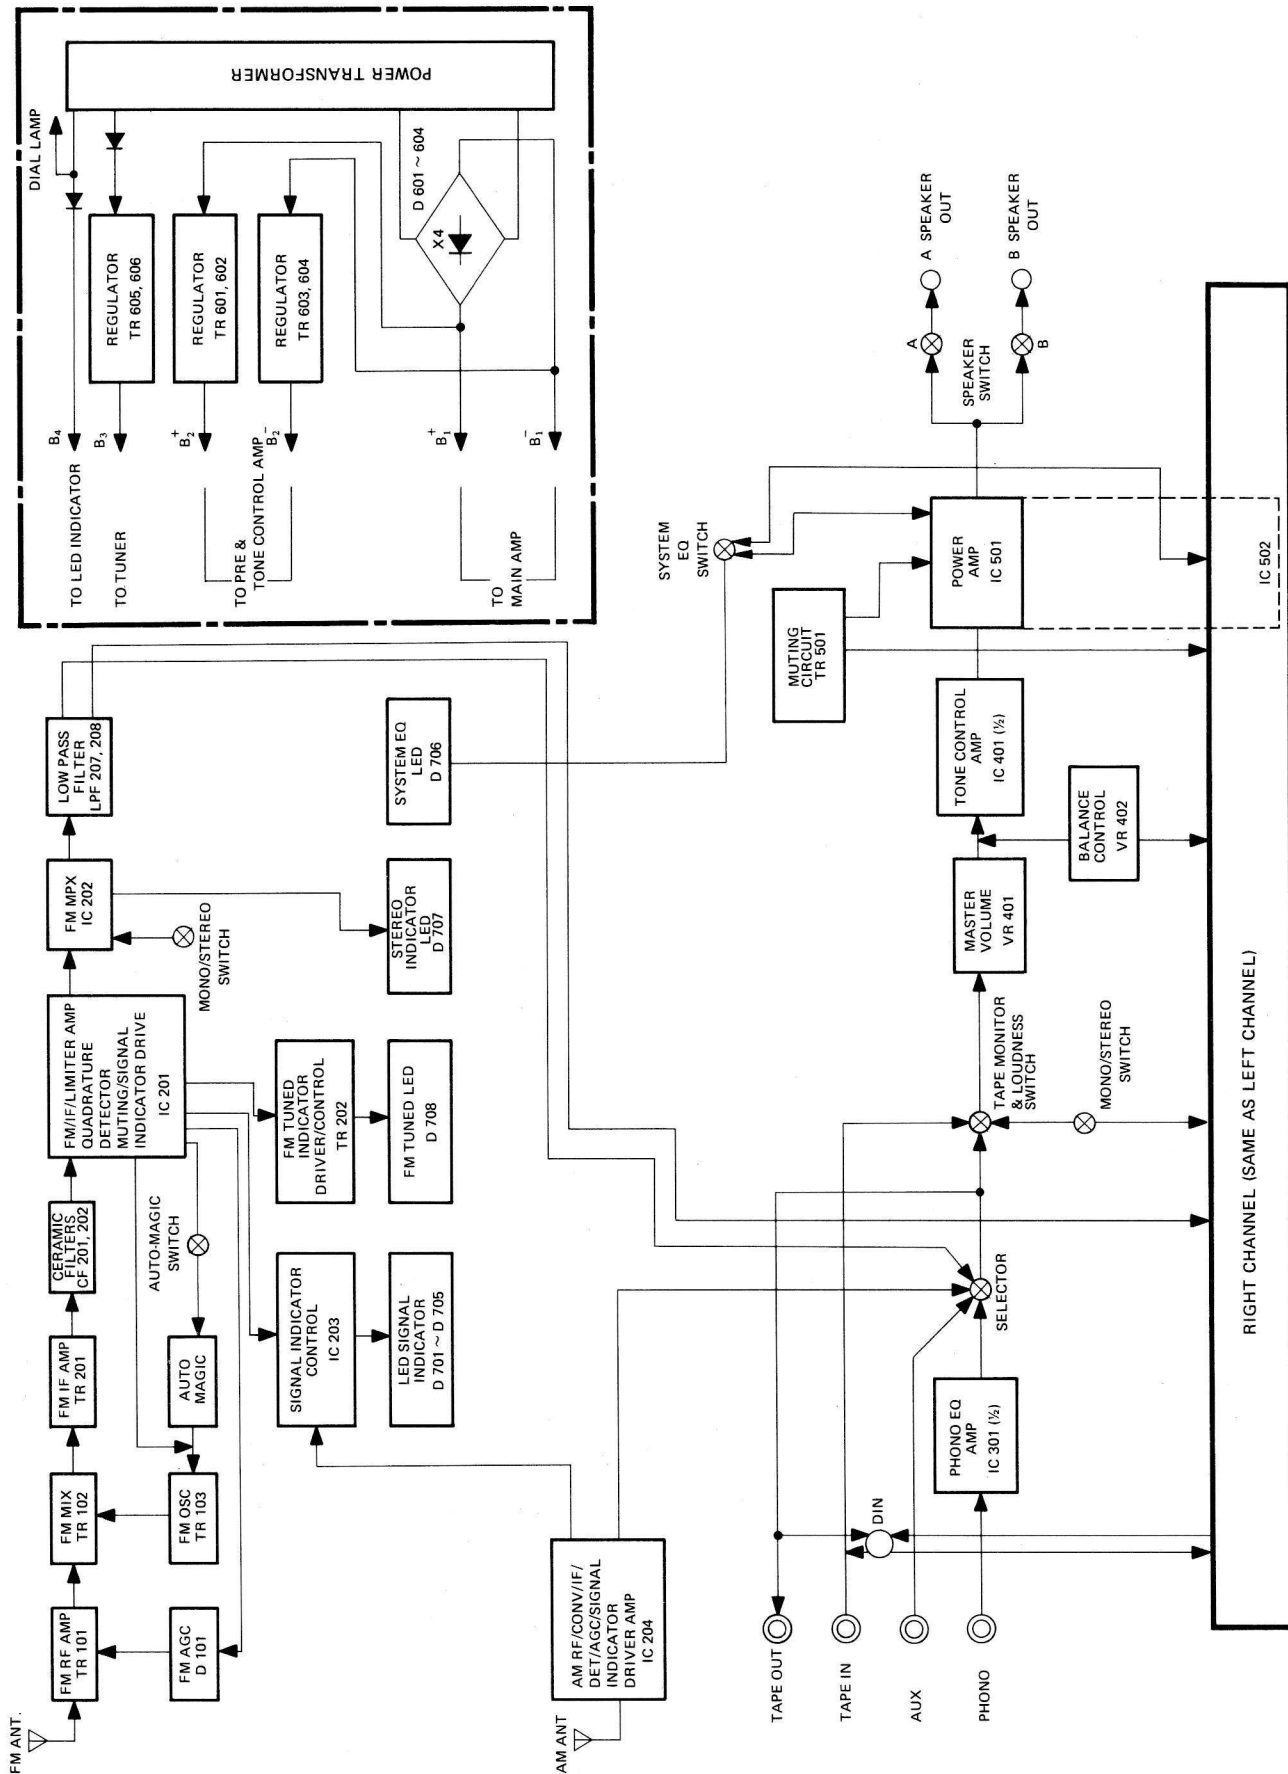 FM ANT.
FM RF AMP
TR 101
FM MIX
TR 102
FM IF AMP
TR 201
CERAMIC
FILTERS
CF 201, 202
FM/IF/LIMITER AMP
QUADRATURE
DETECTOR
MUTING/SIGNAL
INDICATOR DRIVE
IC 201
FM MPX
IC 202
LOW PASS
FILTER
LPF 207, 208
FM AGC
D 101
FM OSC
TR 103
AUTO
MAGIC
AUTO-MAGIC
SWITCH
MONO/STEREO
SWITCH
SIGNAL INDICATOR
CONTROL
IC 203
FM TUNED
INDICATOR
DRIVER/CONTROL
TR 202
STEREO
INDICATOR
LED
D 707
SYSTEM EQ
LED
D 706
LED SIGNAL
INDICATOR
D 701 ~ D 705
FM TUNED LED
D 708
AM ANT
AM RF/CONV/IF/
DET/AGC/SIGNAL
INDICATOR
DRIVER AMP
IC 204
DIAL LAMP
POWER TRANSFORMER
REGULATOR
TR 605, 606
REGULATOR
TR 601, 602
REGULATOR
TR 603, 604
D 601 ~ 604
X4
B4
B3
B2+
B2-
B1+
B1-
TO LED INDICATOR
TO TUNER
TO PRE &
TONE CONTROL AMP
TO
MAIN AMP
SYSTEM
EQ
SWITCH
MUTING
CIRCUIT
TR 501
TAPE OUT
TAPE IN
AUX
PHONO
DIN
PHONO EQ
AMP
IC 301 (½)
SELECTOR
TAPE MONITOR
& LOUDNESS
SWITCH
MONO/STEREO
SWITCH
MASTER
VOLUME
VR 401
BALANCE
CONTROL
VR 402
TONE CONTROL
AMP
IC 401 (½)
POWER
AMP
IC 501
IC 502
SPEAKER
SWITCH
A
B
A SPEAKER
OUT
B SPEAKER
OUT
RIGHT CHANNEL (SAME AS LEFT CHANNEL)